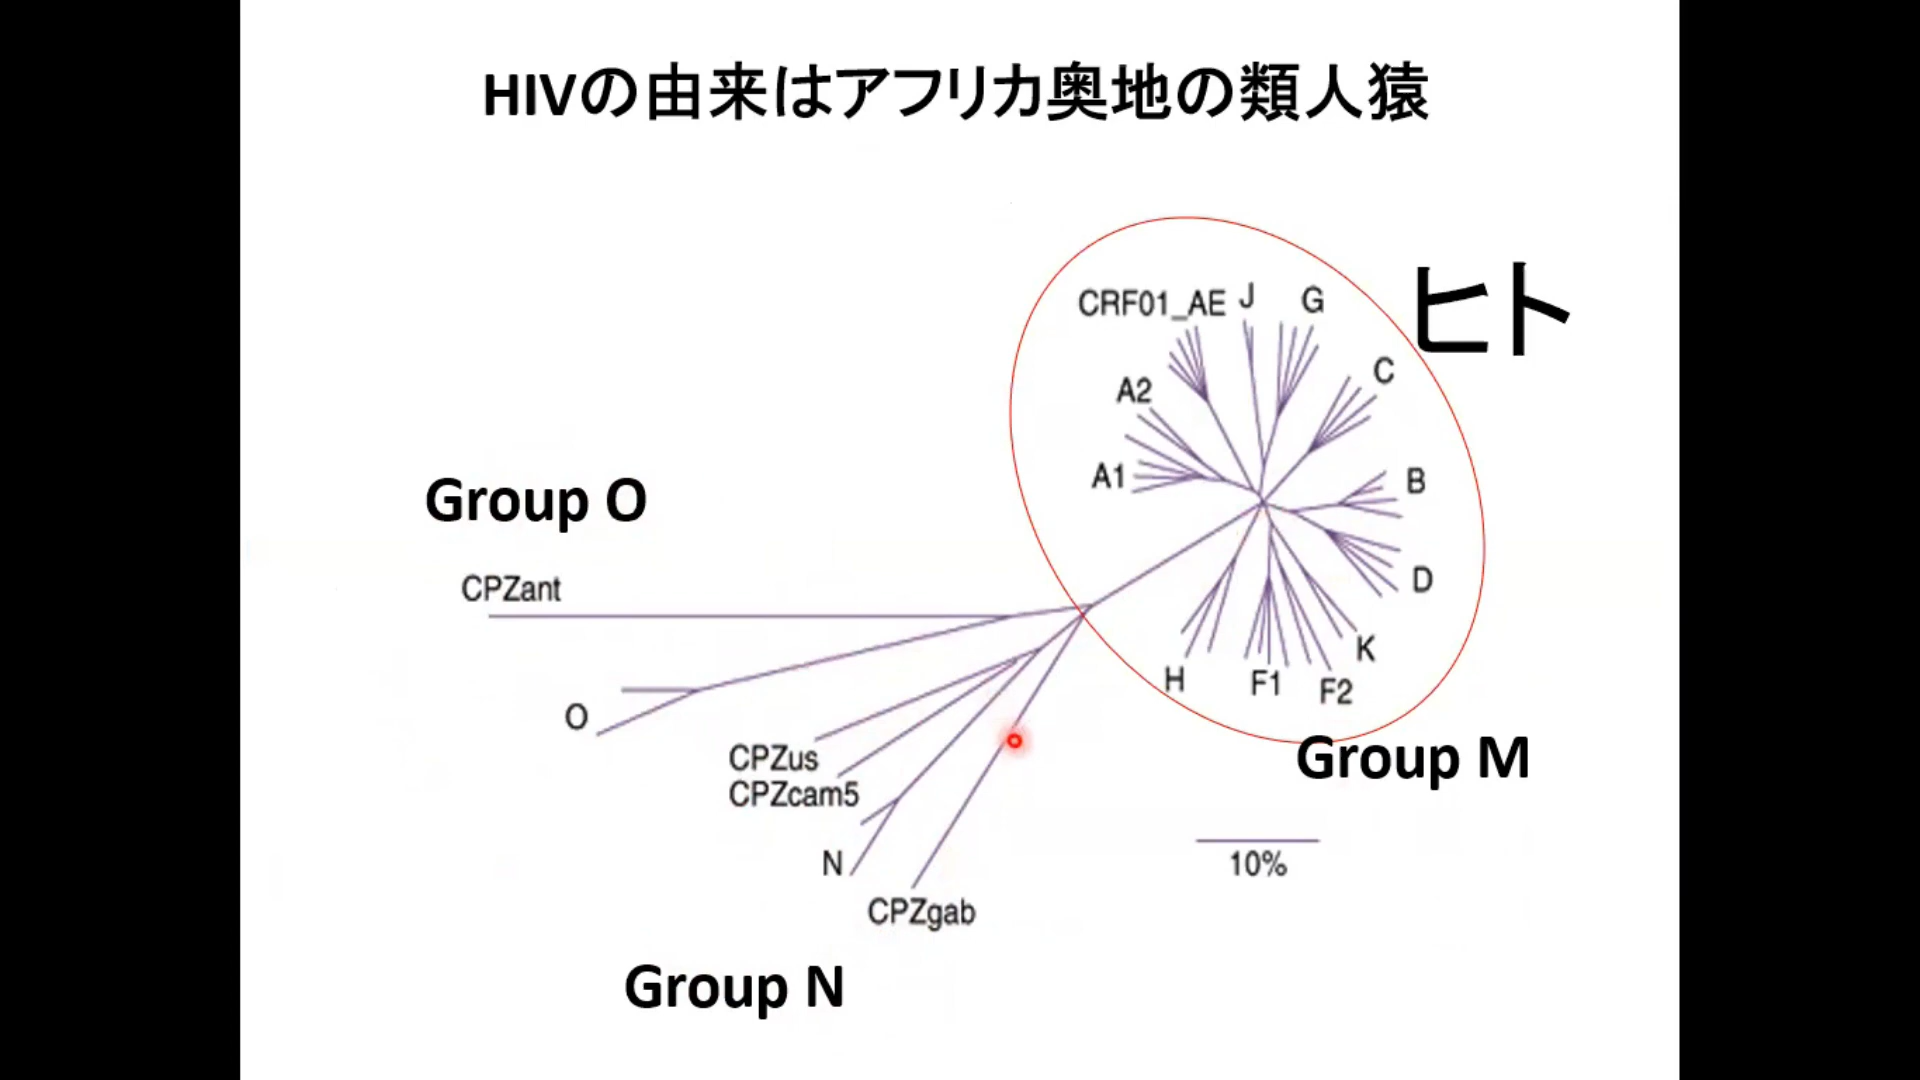 HIVの由来はアフリカ奥地の類人猿
ヒト
CRF01_AE
J
G
C
A2
A1
B
D
K
H
F1
F2
Group M
Group O
CPZant
O
CPZus
CPZcam5
N
CPZgab
10%
Group N